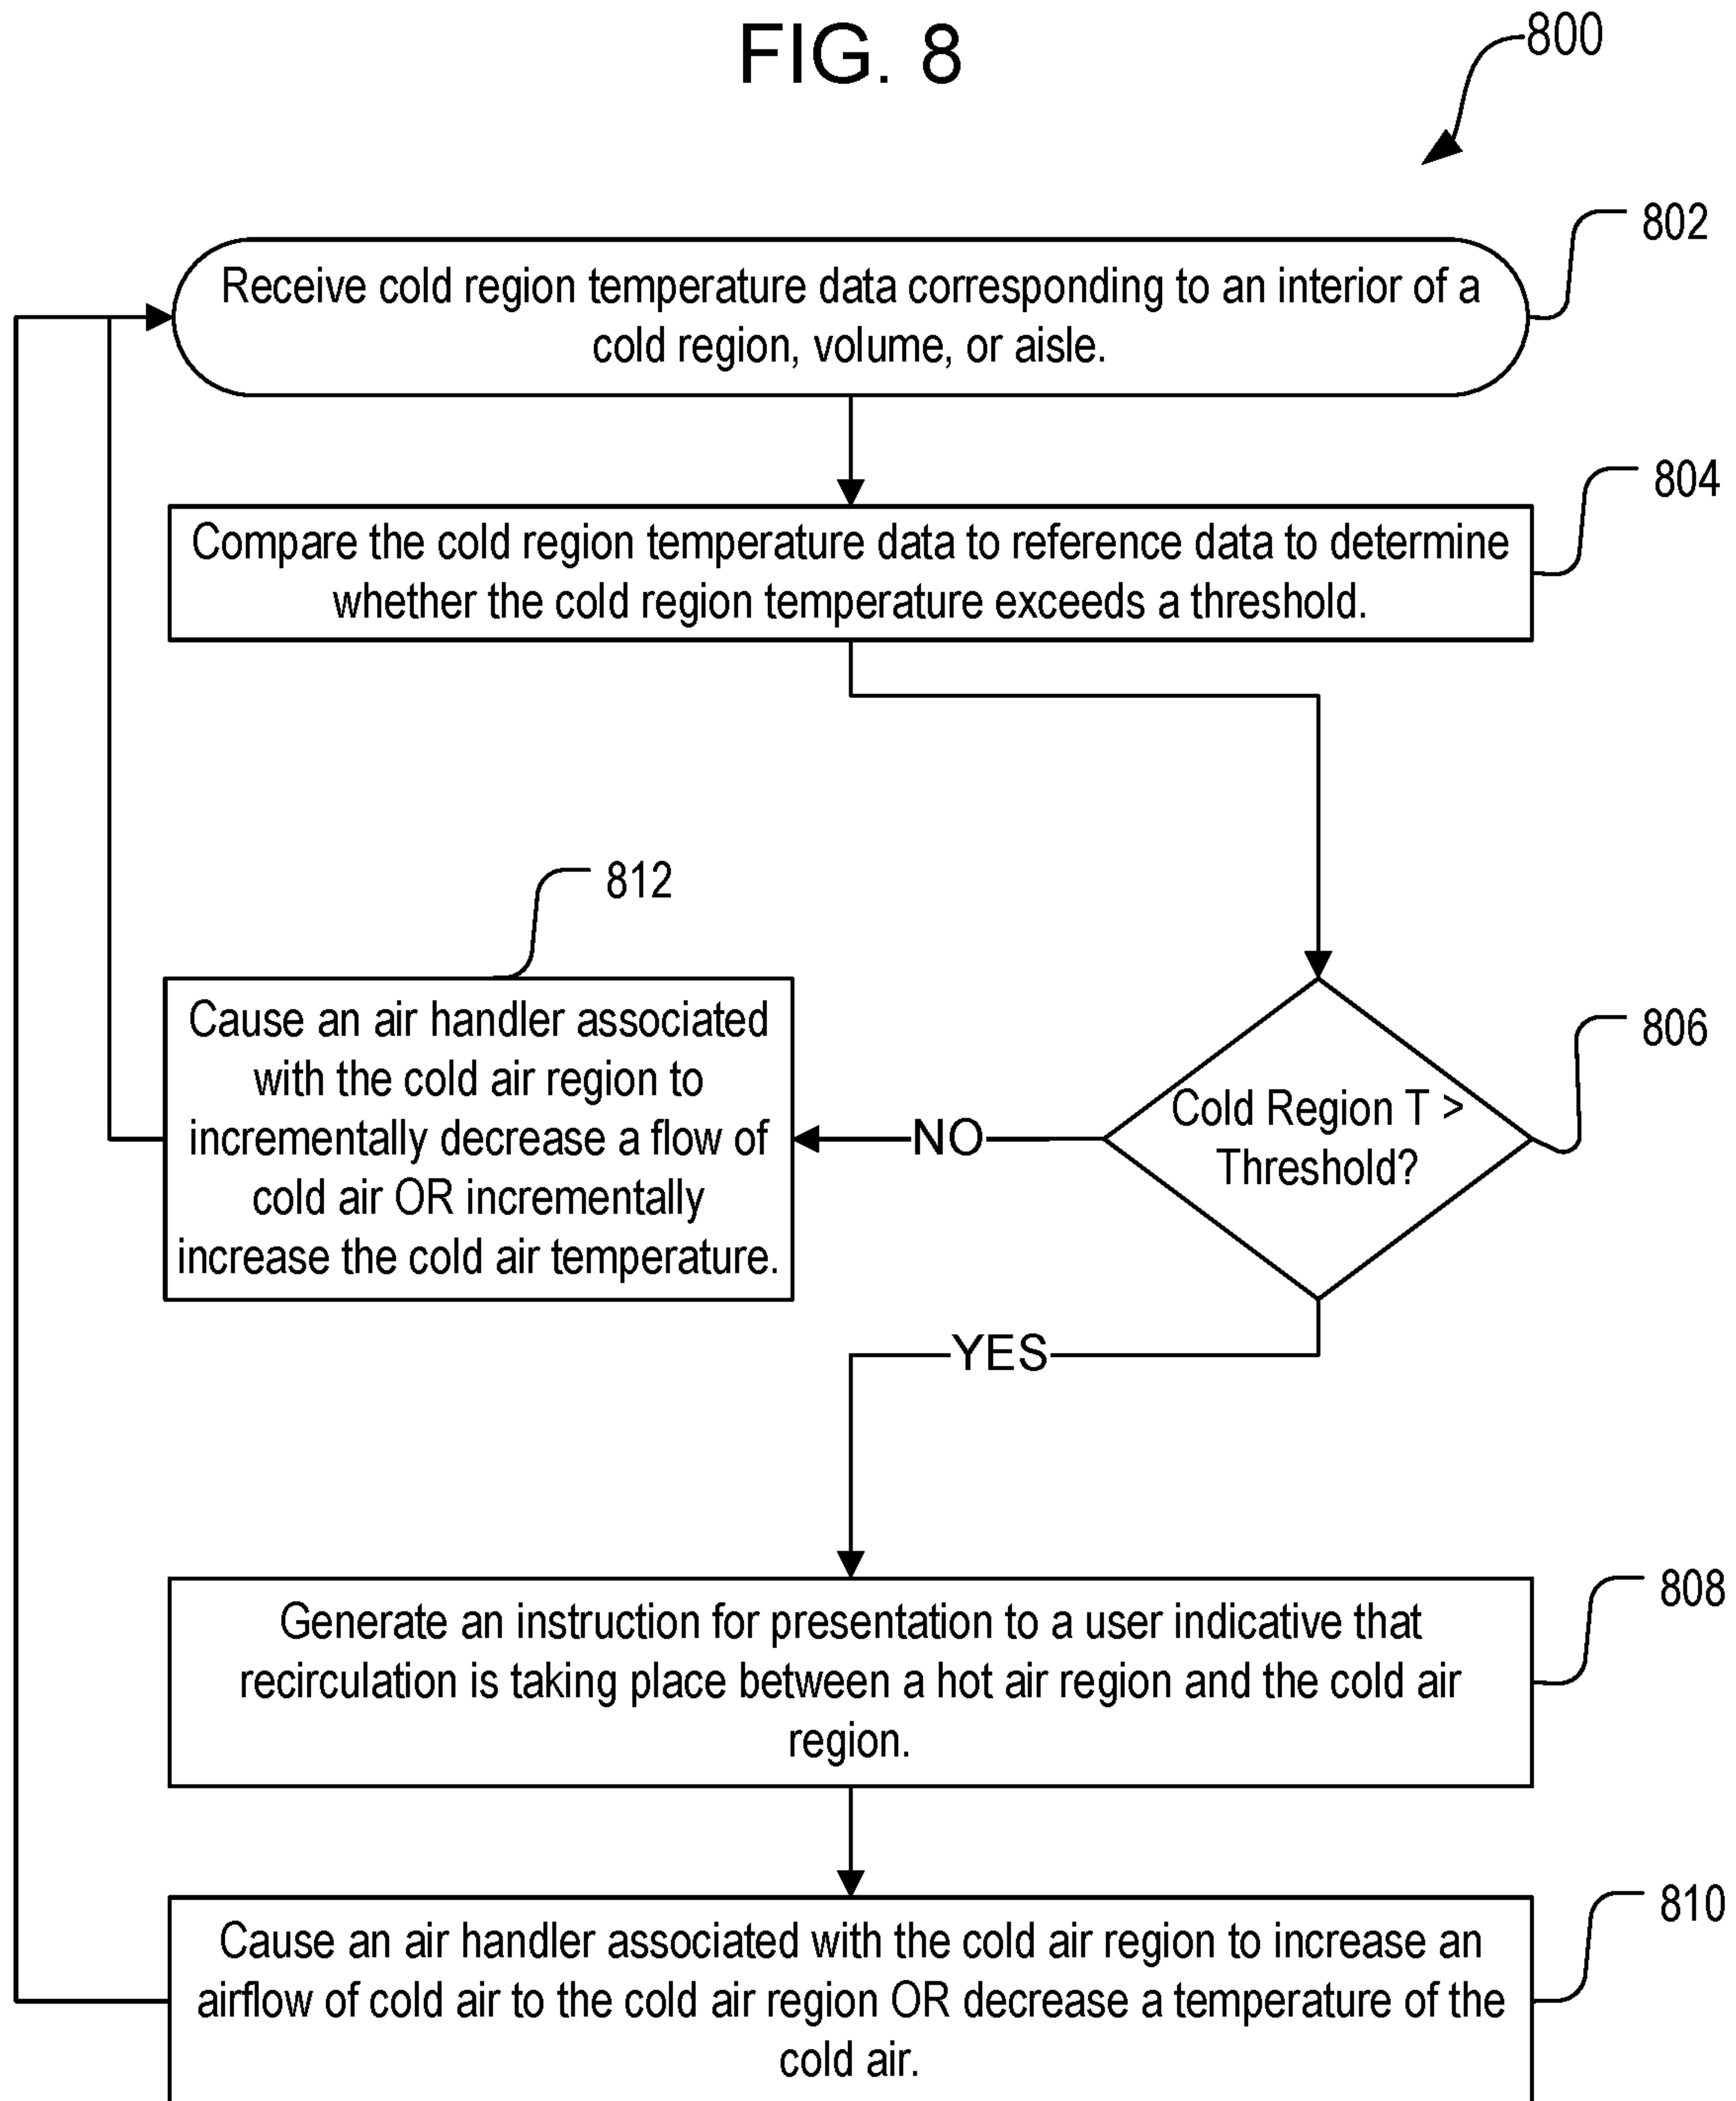 FIG. 8
800
802
Receive cold region temperature data corresponding to an interior of a
cold region, volume, or aisle.
804
Compare the cold region temperature data to reference data to determine
whether the cold region temperature exceeds a threshold.
812
Cause an air handler associated
with the cold air region to
incrementally decrease a flow of
cold air OR incrementally
increase the cold air temperature.
NO
806
Cold Region T >
Threshold?
YES
808
Generate an instruction for presentation to a user indicative that
recirculation is taking place between a hot air region and the cold air
region.
810
Cause an air handler associated with the cold air region to increase an
airflow of cold air to the cold air region OR decrease a temperature of the
cold air.